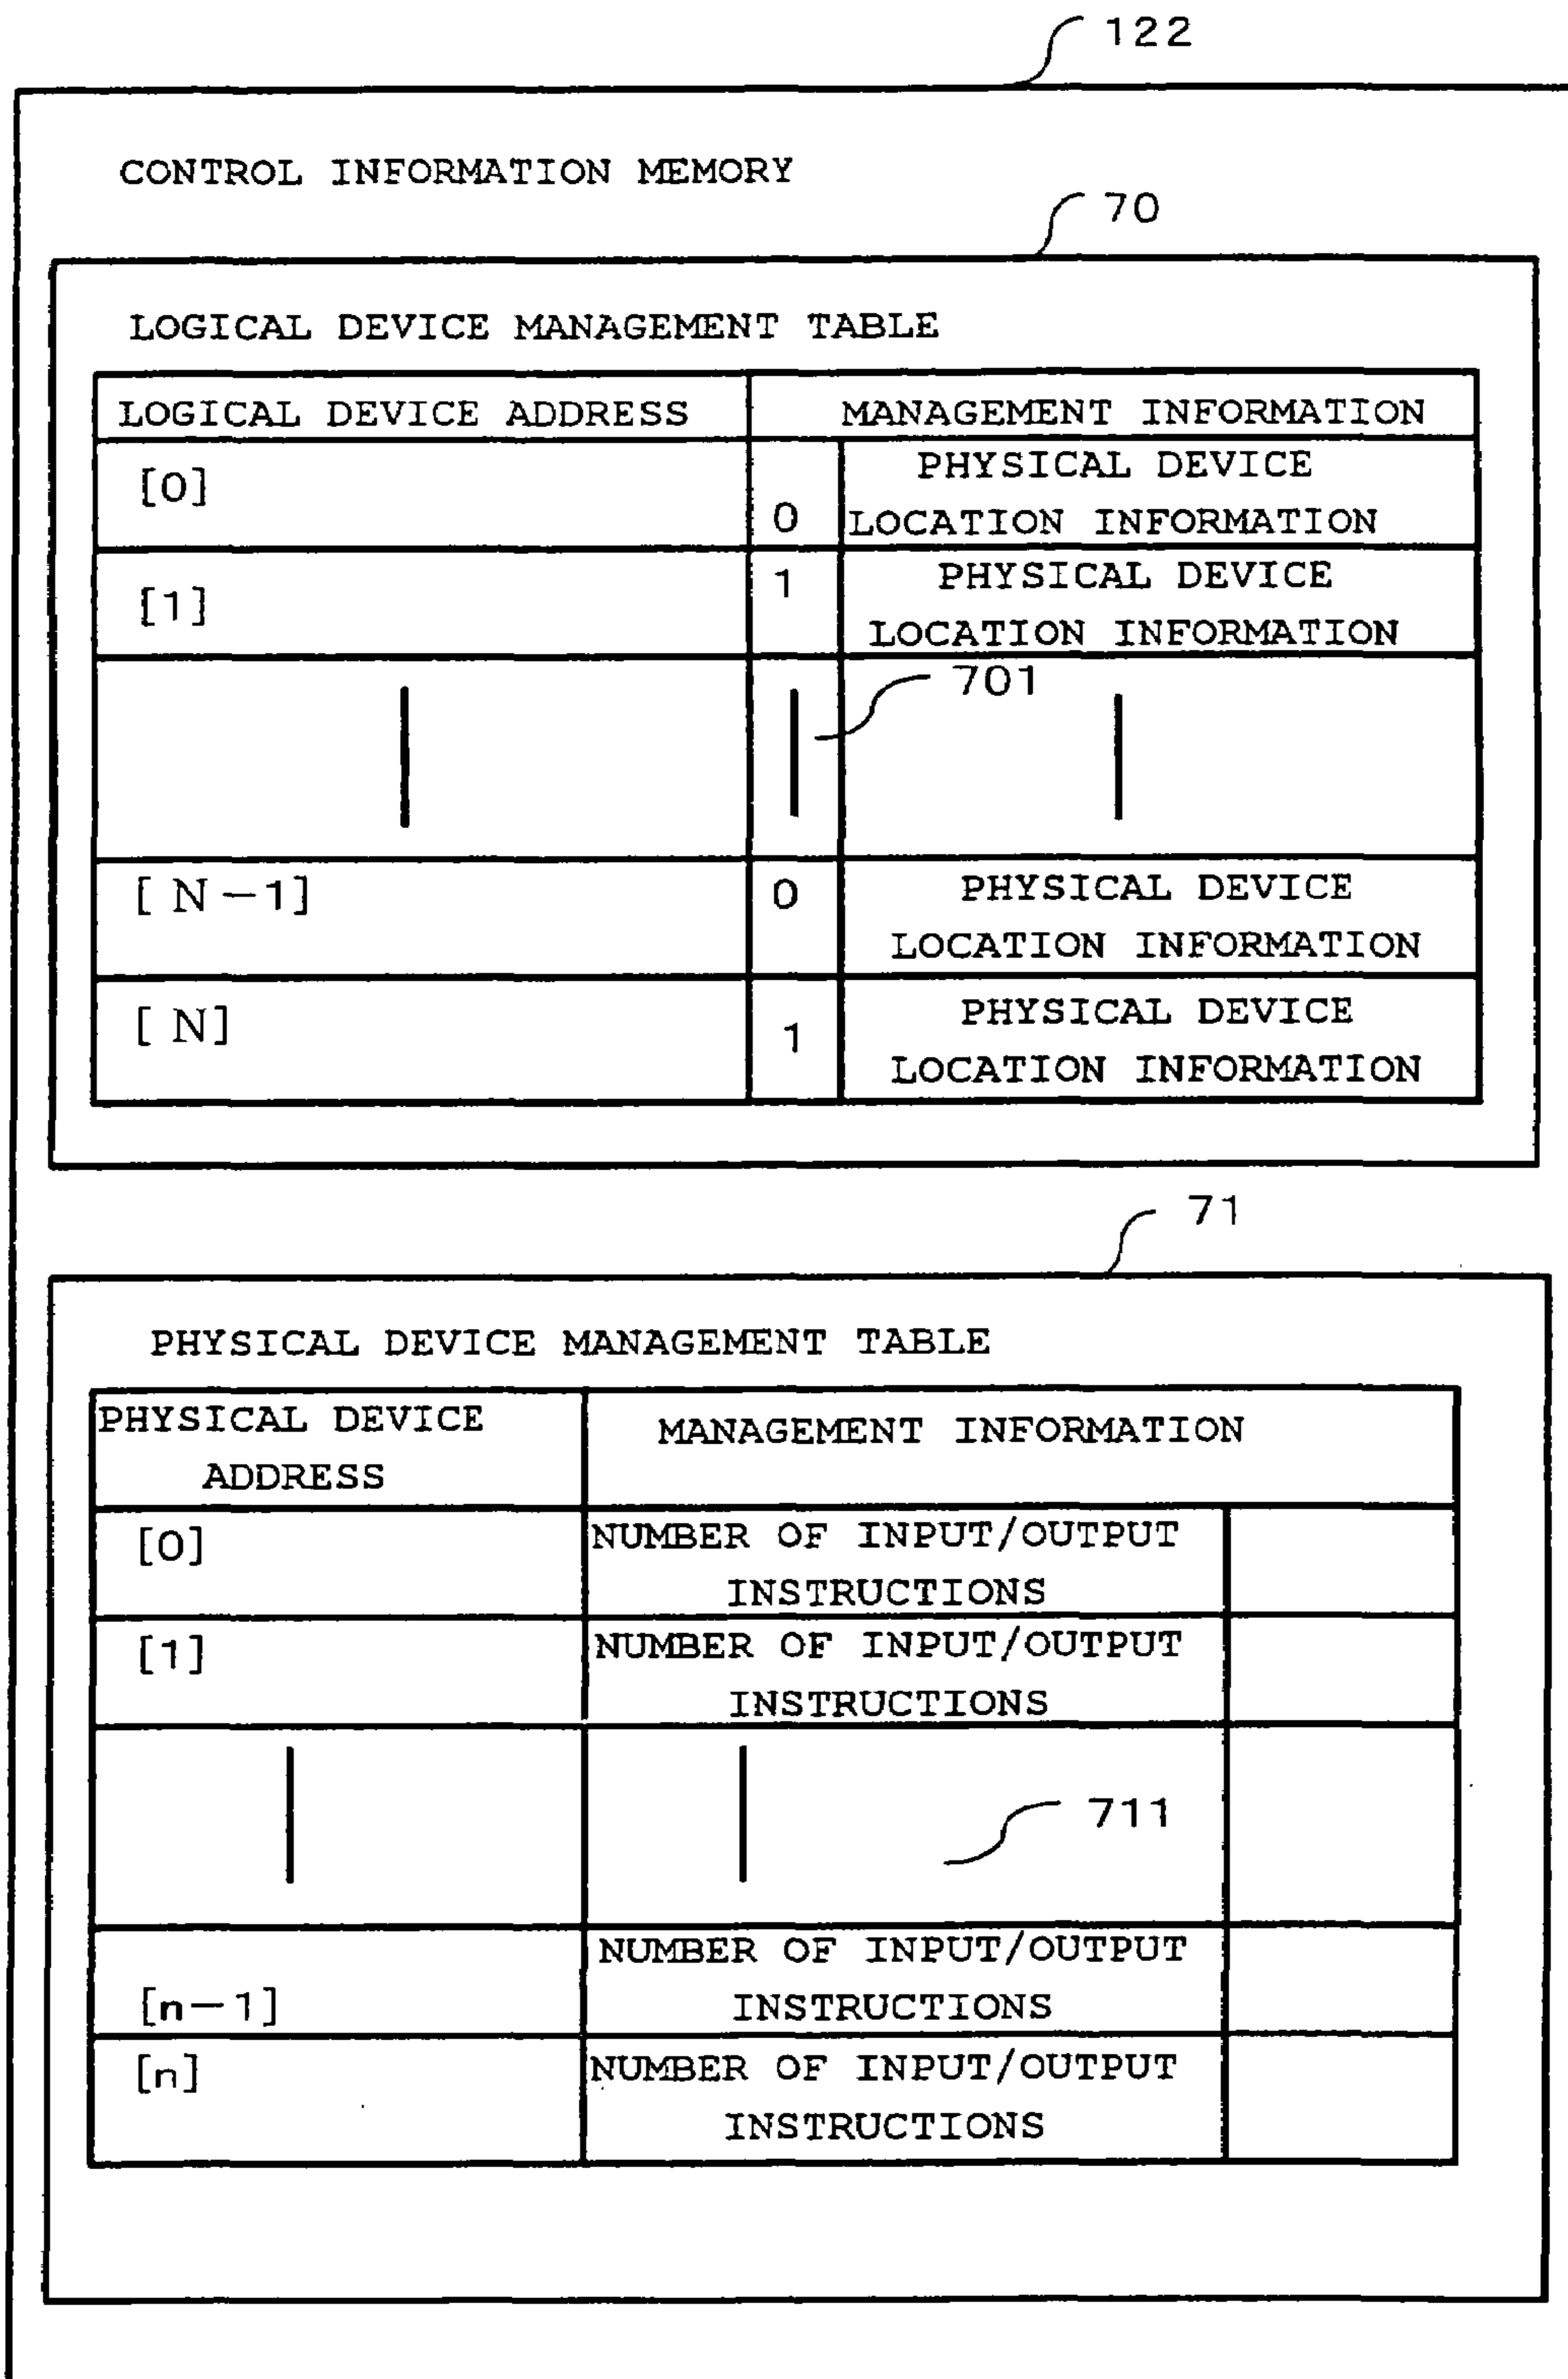 122
CONTROL INFORMATION MEMORY
70
LOGICAL DEVICE MANAGEMENT TABLE
LOGICAL DEVICE ADDRESS MANAGEMENT INFORMATION
[0] 0 PHYSICAL DEVICE
LOCATION INFORMATION
[1] 1 PHYSICAL DEVICE
LOCATION INFORMATION
701
[N-1] 0 PHYSICAL DEVICE
LOCATION INFORMATION
[N] 1 PHYSICAL DEVICE
LOCATION INFORMATION
71
PHYSICAL DEVICE MANAGEMENT TABLE
PHYSICAL DEVICE
ADDRESS
MANAGEMENT INFORMATION
[0] NUMBER OF INPUT/OUTPUT
INSTRUCTIONS
[1] NUMBER OF INPUT/OUTPUT
INSTRUCTIONS
711
[n-1] NUMBER OF INPUT/OUTPUT
INSTRUCTIONS
[n] NUMBER OF INPUT/OUTPUT
INSTRUCTIONS